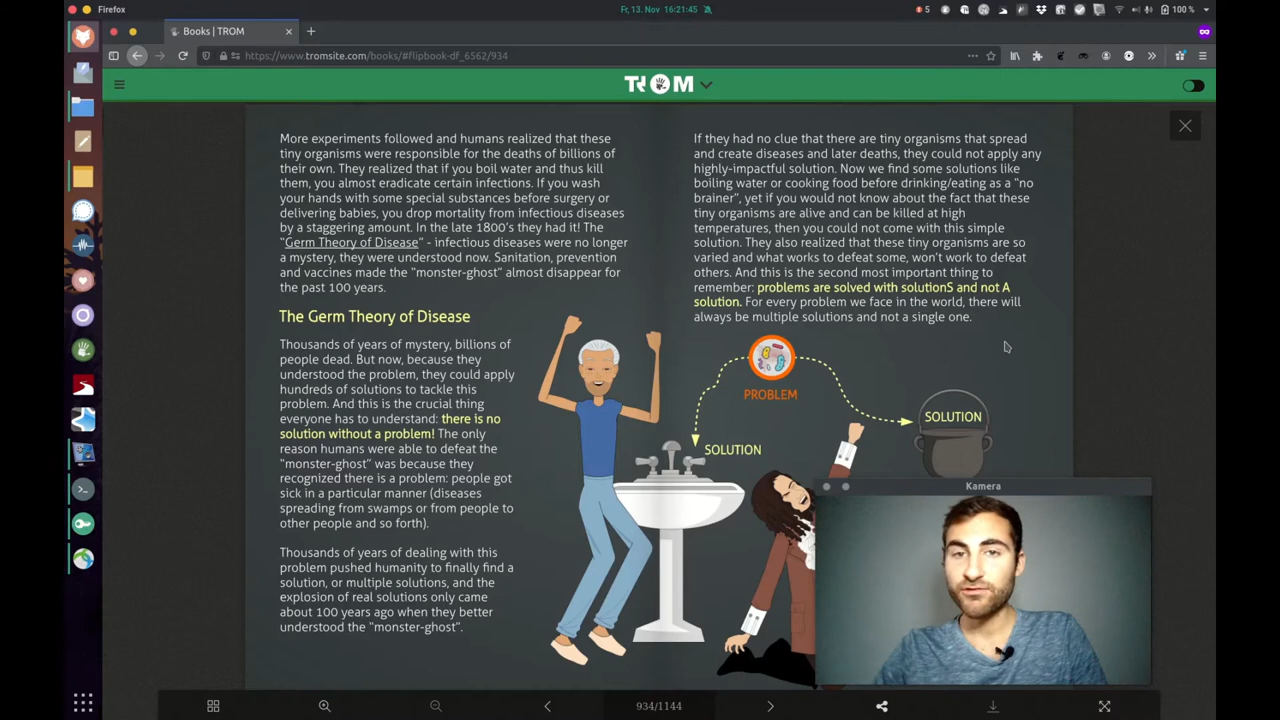 Firefox
Fr, 13. Nov 16:21:45
5
100 %
Books | TROM
https://www.tromsite.com/books/#flipbook-df_6562/934
TROM
More experiments followed and humans realized that these
tiny organisms were responsible for the deaths of billions of
their own. They realized that if you boil water and thus kill
them, you almost eradicate certain infections. If you wash
your hands with some special substances before surgery or
delivering babies, you drop mortality from infectious diseases
by a staggering amount. In the late 1800's they had it! The
"Germ Theory of Disease" - infectious diseases were no longer
a mystery, they were understood now. Sanitation, prevention
and vaccines made the "monster-ghost" almost disappear for
the past 100 years.
The Germ Theory of Disease
Thousands of years of mystery, billions of
people dead. But now, because they
understood the problem, they could apply
hundreds of solutions to tackle this
problem. And this is the crucial thing
everyone has to understand: there is no
solution without a problem! The only
reason humans were able to defeat the
"monster-ghost" was because they
recognized there is a problem: people got
sick in a particular manner (diseases
spreading from swamps or from people to
other people and so forth).
Thousands of years of dealing with this
problem pushed humanity to finally find a
solution, or multiple solutions, and the
explosion of real solutions only came
about 100 years ago when they better
understood the "monster-ghost".
If they had no clue that there are tiny organisms that spread
and create diseases and later deaths, they could not apply any
highly-impactful solution. Now we find some solutions like
boiling water or cooking food before drinking/eating as a "no
brainer", yet if you would not know about the fact that these
tiny organisms are alive and can be killed at high
temperatures, then you could not come with this simple
solution. They also realized that these tiny organisms are so
varied and what works to defeat some, won't work to defeat
others. And this is the second most important thing to
remember: problems are solved with solutionS and not A
solution. For every problem we face in the world, there will
always be multiple solutions and not a single one.
PROBLEM
SOLUTION
SOLUTION
Kamera
934/1144